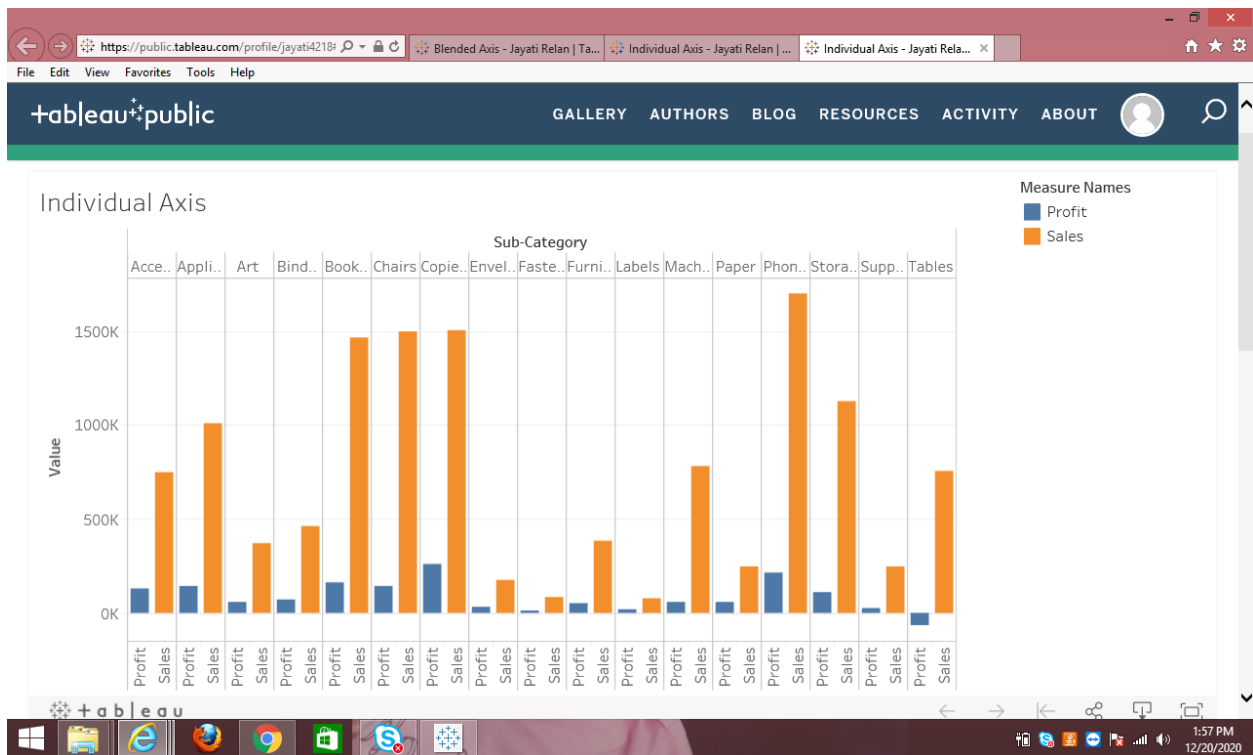 https://public.tableau.com/profile/jayati4218#
Blended Axis - Jayati Relan | Ta...
Individual Axis - Jayati Relan | ...
Individual Axis - Jayati Rela...
File Edit View Favorites Tools Help
+ab|eau public
GALLERY AUTHORS BLOG RESOURCES ACTIVITY ABOUT
Individual Axis
Measure Names
Profit
Sales
Sub-Category
Acce.. Appli.. Art Bind.. Book.. Chairs Copie.. Envel.. Faste.. Furni.. Labels Mach.. Paper Phon.. Stora.. Supp.. Tables
1500K
1000K
500K
0K
Value
Profit Sales Profit Sales Profit Sales Profit Sales Profit Sales Profit Sales Profit Sales Profit Sales Profit Sales Profit Sales Profit Sales Profit Sales Profit Sales Profit Sales Profit Sales Profit Sales Profit Sales
+ab|eau
1:57 PM
12/20/2020